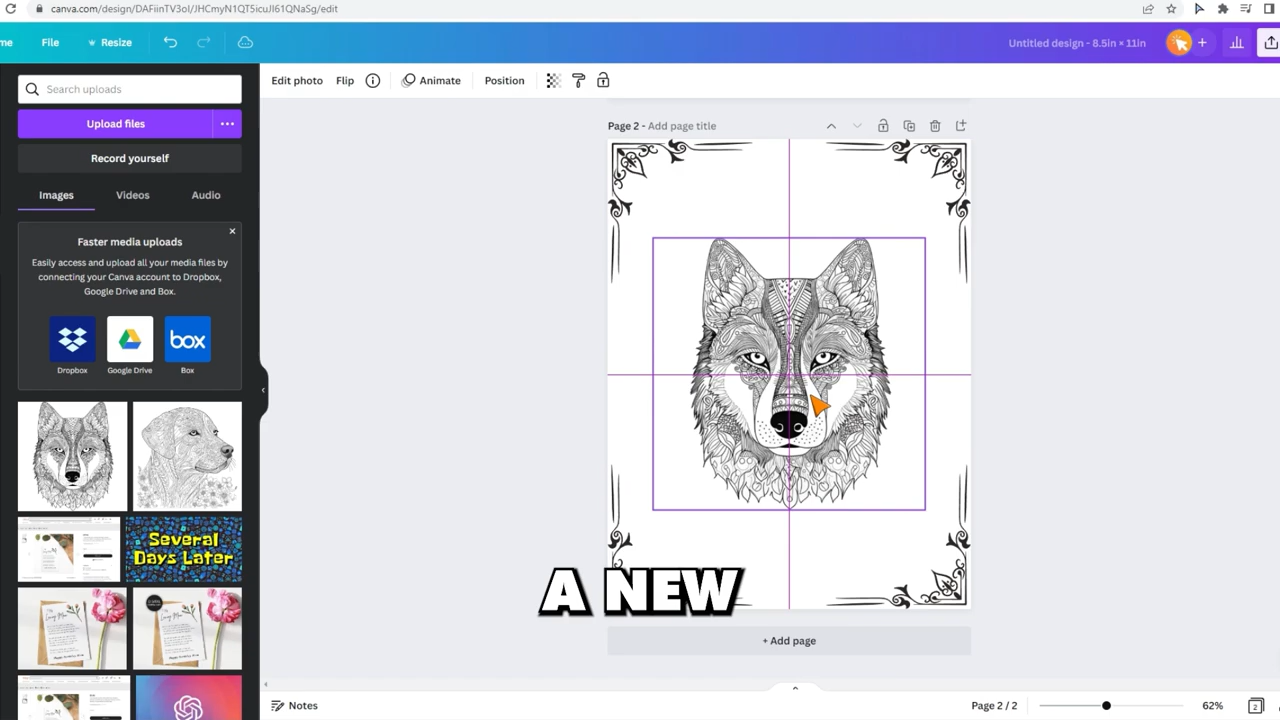 canva.com/design/DAFiinTV3oI/JHCmyN1QT5icuJI61QNaSg/edit
me
File
Resize
Untitled design - 8.5in × 11in
Search uploads
Upload files
Record yourself
Images
Videos
Audio
Faster media uploads
Easily access and upload all your media files by
connecting your Canva account to Dropbox,
Google Drive and Box.
box
Dropbox
Google Drive
Box
Several
Days Later
Edit photo
Flip
Animate
Position
Page 2 - Add page title
A NEW
+ Add page
Notes
Page 2 / 2
62%
2